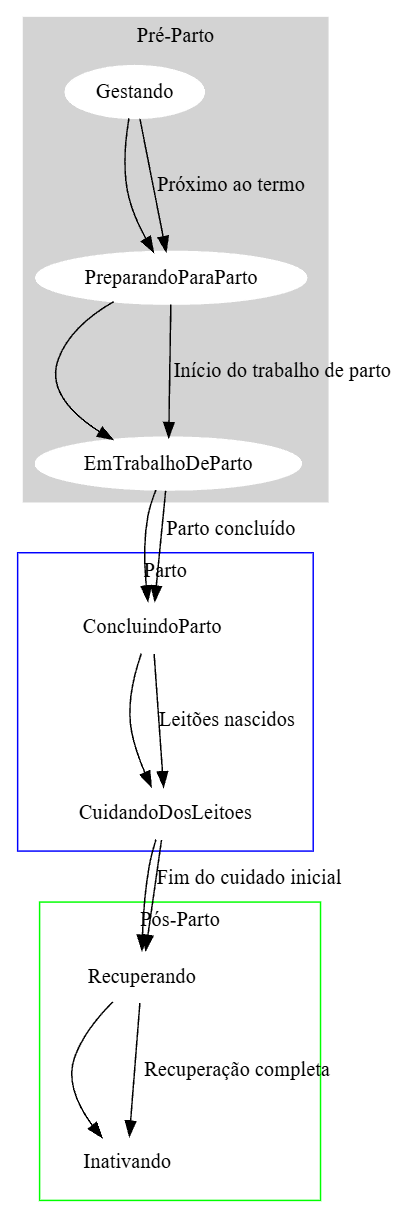 Pré-Parto
Gestando
Próximo ao termo
PreparandoParaParto
Início do trabalho de parto
EmTrabalhoDeParto
Parto concluído
Parto
ConcluindoParto
Leitões nascidos
CuidandoDosLeitoes
Fim do cuidado inicial
Pós-Parto
Recuperando
Recuperação completa
Inativando